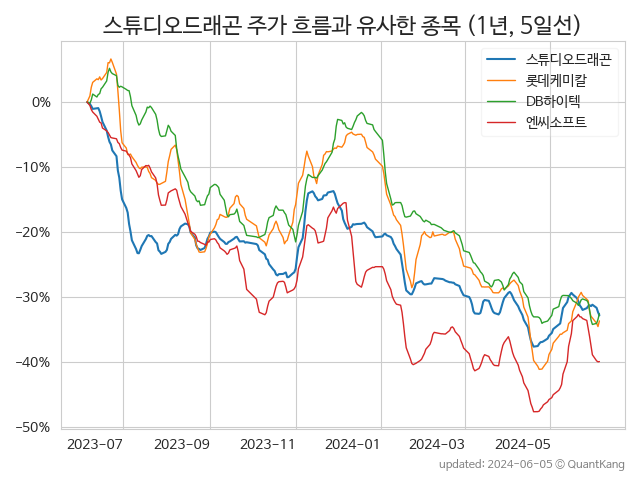 스튜디오드래곤 주가 흐름과 유사한 종목 (1년, 5일선)
스튜디오드래곤
롯데케미칼
DB하이텍
엔씨소프트
0%
−10%
−20%
−30%
−40%
−50%
2023−07 2023−09 2023−11 2024−01 2024−03 2024−05
updated: 2024-06-05 © QuantKang